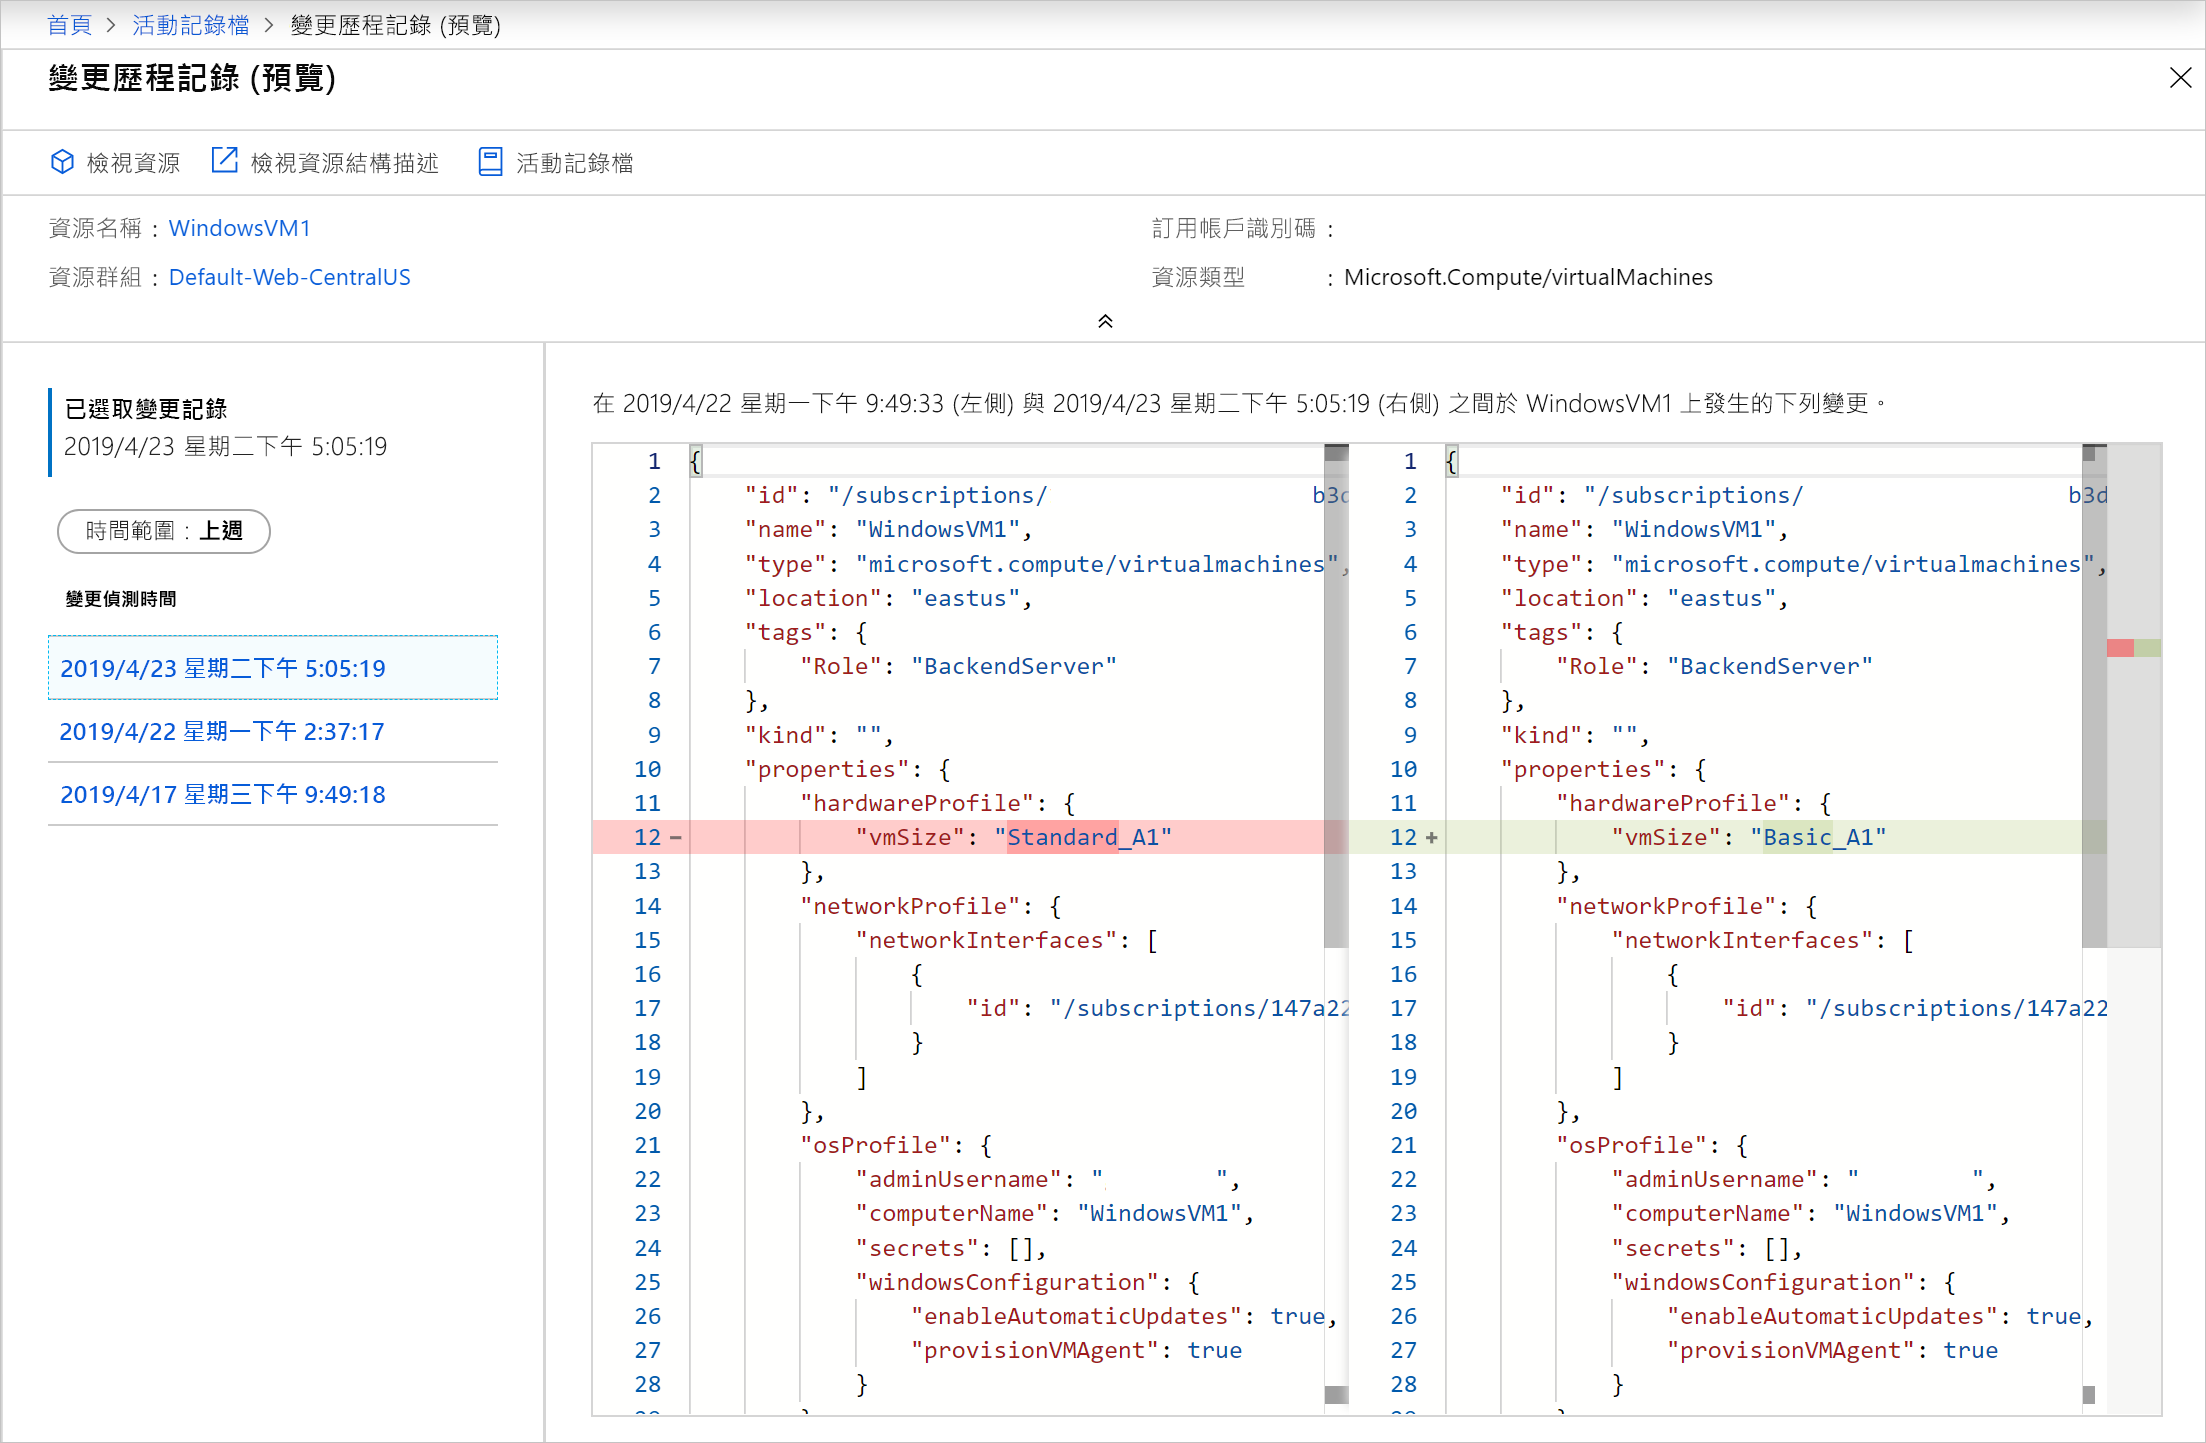 首頁 > 活動記錄檔 > 變更歷程記錄 (預覽)
變更歷程記錄 (預覽)
檢視資源 檢視資源結構描述 活動記錄檔
資源名稱 : WindowsVM1
訂用帳戶識別碼 :
資源群組 : Default-Web-CentralUS
資源類型 : Microsoft.Compute/virtualMachines
已選取變更記錄
2019/4/23 星期二下午 5:05:19
時間範圍 : 上週
變更偵測時間
2019/4/23 星期二下午 5:05:19
2019/4/22 星期一下午 2:37:17
2019/4/17 星期三下午 9:49:18
在 2019/4/22 星期一下午 9:49:33 (左側) 與 2019/4/23 星期二下午 5:05:19 (右側) 之間於 WindowsVM1 上發生的下列變更。
1 {
2 "id": "/subscriptions/ b3d
3 "name": "WindowsVM1",
4 "type": "microsoft.compute/virtualmachines",
5 "location": "eastus",
6 "tags": {
7 "Role": "BackendServer"
8 },
9 "kind": "",
10 "properties": {
11 "hardwareProfile": {
12 − "vmSize": "Standard_A1"
13 },
14 "networkProfile": {
15 "networkInterfaces": [
16 {
17 "id": "/subscriptions/147a22
18 }
19 ]
20 },
21 "osProfile": {
22 "adminUsername": " ",
23 "computerName": "WindowsVM1",
24 "secrets": [],
25 "windowsConfiguration": {
26 "enableAutomaticUpdates": true,
27 "provisionVMAgent": true
28 }
1 {
2 "id": "/subscriptions/ b3d
3 "name": "WindowsVM1",
4 "type": "microsoft.compute/virtualmachines",
5 "location": "eastus",
6 "tags": {
7 "Role": "BackendServer"
8 },
9 "kind": "",
10 "properties": {
11 "hardwareProfile": {
12 + "vmSize": "Basic_A1"
13 },
14 "networkProfile": {
15 "networkInterfaces": [
16 {
17 "id": "/subscriptions/147a22
18 }
19 ]
20 },
21 "osProfile": {
22 "adminUsername": " ",
23 "computerName": "WindowsVM1",
24 "secrets": [],
25 "windowsConfiguration": {
26 "enableAutomaticUpdates": true,
27 "provisionVMAgent": true
28 }